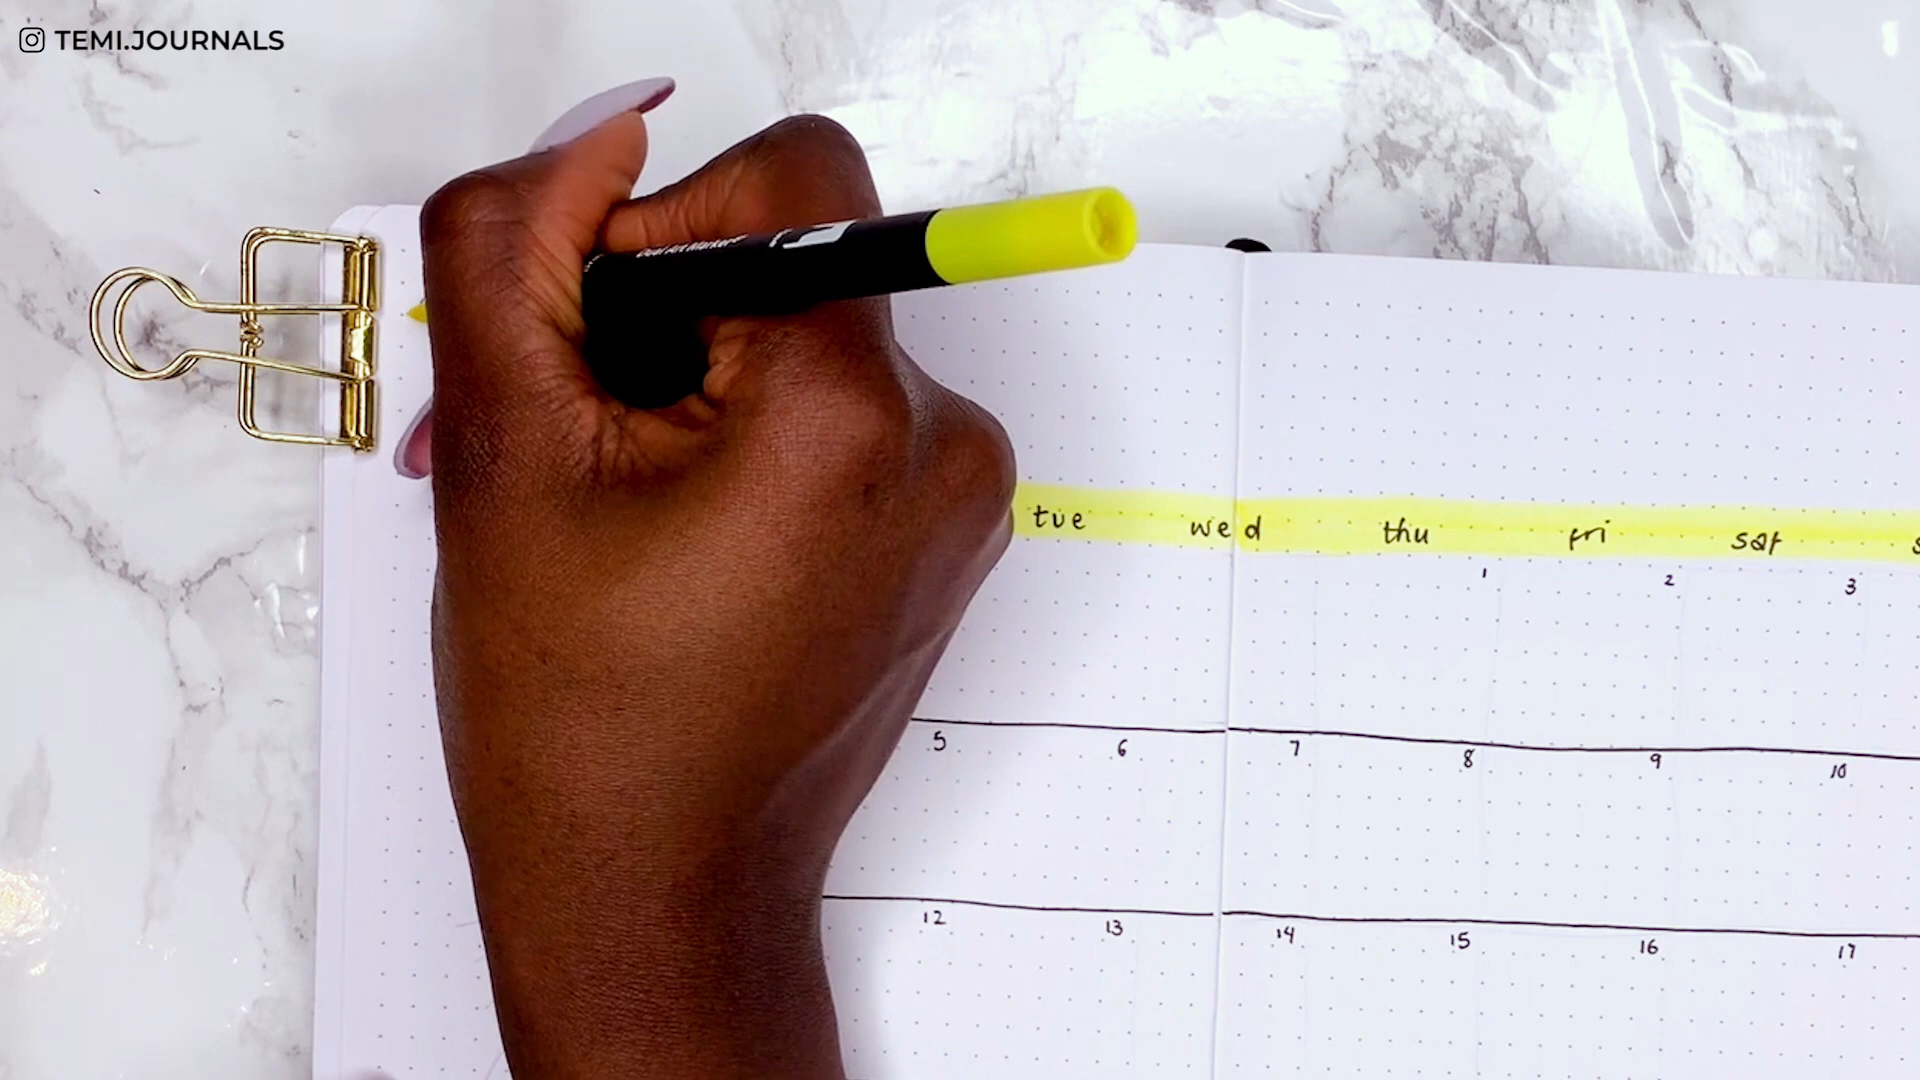 TEMI.JOURNALS
Dual Art Marker
tue wed thu fri sat s
1 2 3
5 6 7 8 9 10
12 13 14 15 16 17